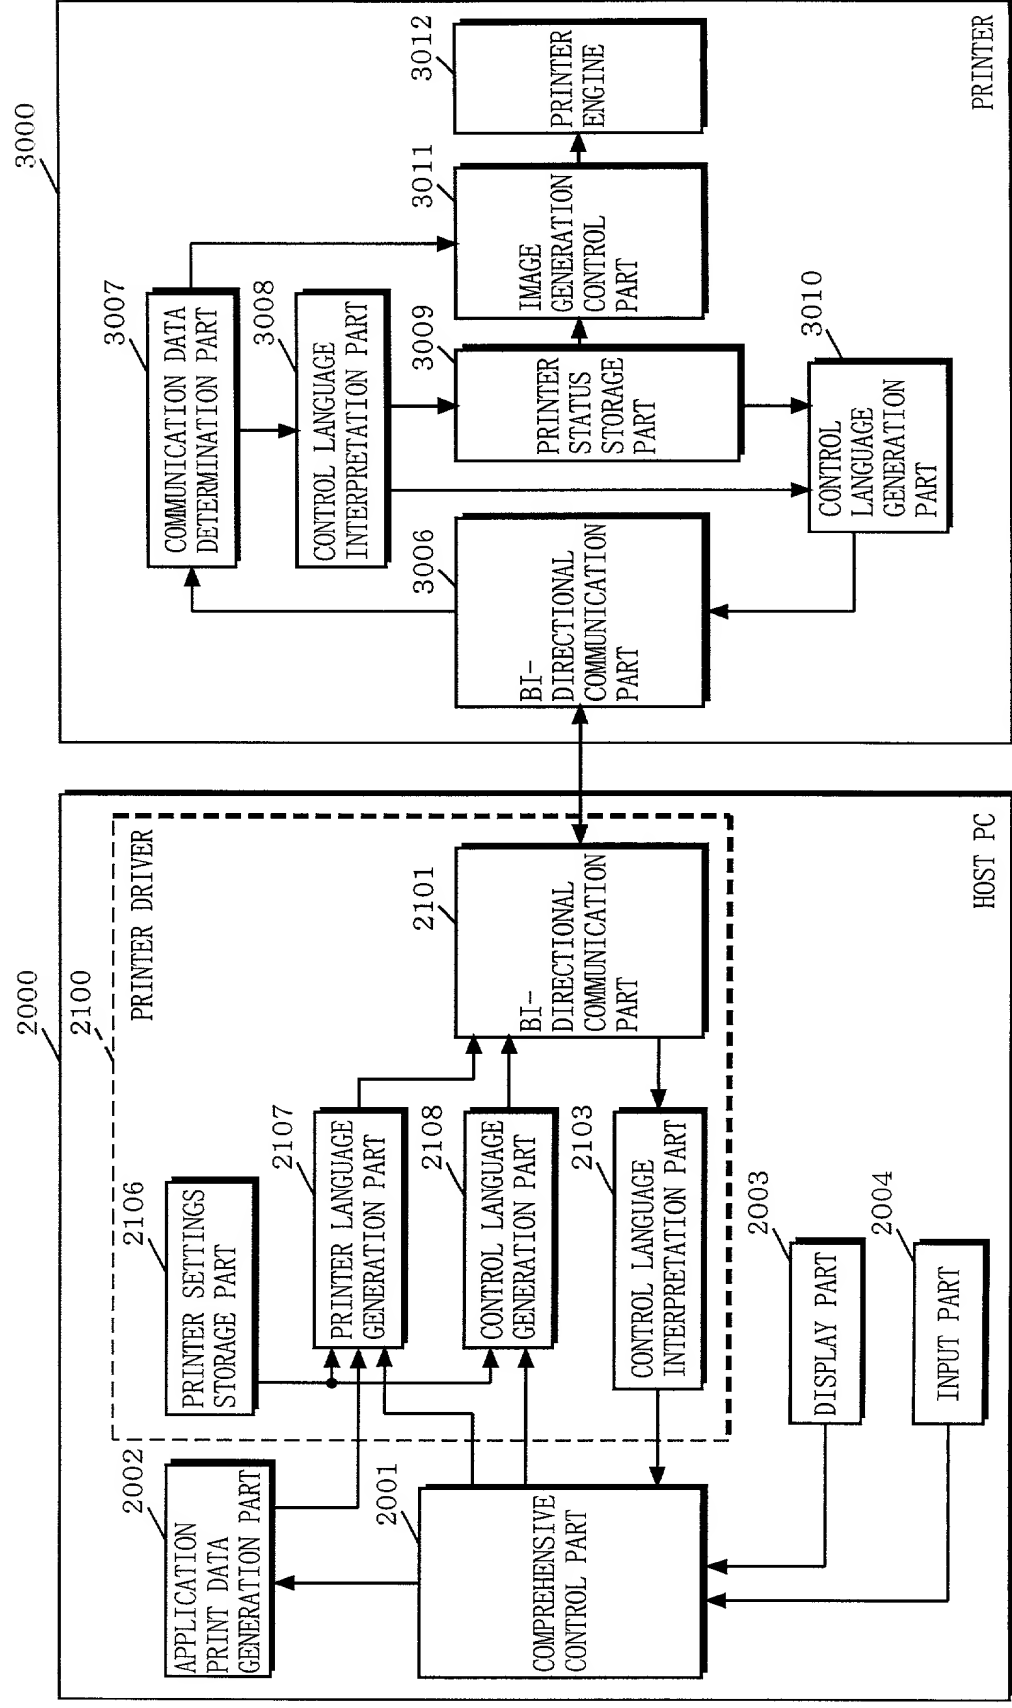 2000
2100
PRINTER DRIVER
2002
APPLICATION
PRINT DATA
GENERATION PART
2106
PRINTER SETTINGS
STORAGE PART
2107
PRINTER LANGUAGE
GENERATION PART
2001
COMPREHENSIVE
CONTROL PART
2108
CONTROL LANGUAGE
GENERATION PART
2101
BI-
DIRECTIONAL
COMMUNICATION
PART
2103
CONTROL LANGUAGE
INTERPRETATION PART
2003
DISPLAY PART
2004
INPUT PART
HOST PC
3000
3007
COMMUNICATION DATA
DETERMINATION PART
3008
CONTROL LANGUAGE
INTERPRETATION PART
3006
BI-
DIRECTIONAL
COMMUNICATION
PART
3009
PRINTER
STATUS
STORAGE
PART
3011
IMAGE
GENERATION
CONTROL
PART
3012
PRINTER
ENGINE
3010
CONTROL
LANGUAGE
GENERATION
PART
PRINTER